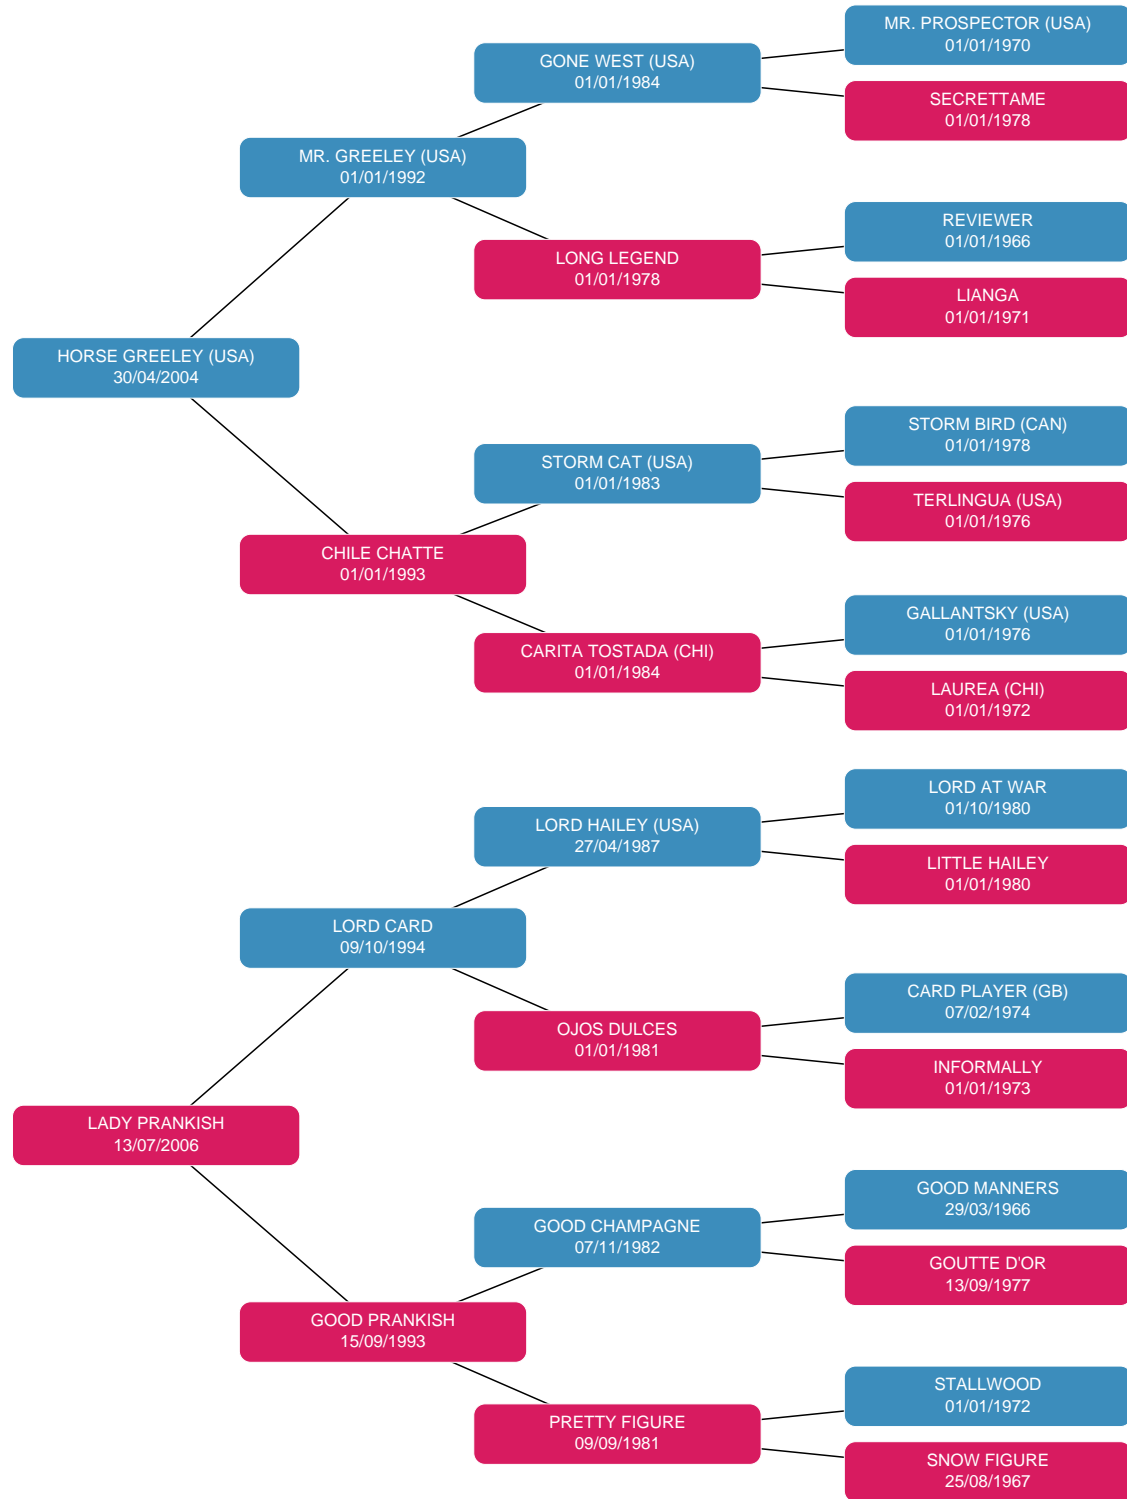 MR. PROSPECTOR (USA)
01/01/1970
GONE WEST (USA)
01/01/1984
SECRETTAME
01/01/1978
MR. GREELEY (USA)
01/01/1992
REVIEWER
01/01/1966
LONG LEGEND
01/01/1978
LIANGA
01/01/1971
HORSE GREELEY (USA)
30/04/2004
STORM BIRD (CAN)
01/01/1978
STORM CAT (USA)
01/01/1983
TERLINGUA (USA)
01/01/1976
CHILE CHATTE
01/01/1993
GALLANTSKY (USA)
01/01/1976
CARITA TOSTADA (CHI)
01/01/1984
LAUREA (CHI)
01/01/1972
LORD AT WAR
01/10/1980
LORD HAILEY (USA)
27/04/1987
LITTLE HAILEY
01/01/1980
LORD CARD
09/10/1994
CARD PLAYER (GB)
07/02/1974
OJOS DULCES
01/01/1981
INFORMALLY
01/01/1973
LADY PRANKISH
13/07/2006
GOOD MANNERS
29/03/1966
GOOD CHAMPAGNE
07/11/1982
GOUTTE D'OR
13/09/1977
GOOD PRANKISH
15/09/1993
STALLWOOD
01/01/1972
PRETTY FIGURE
09/09/1981
SNOW FIGURE
25/08/1967